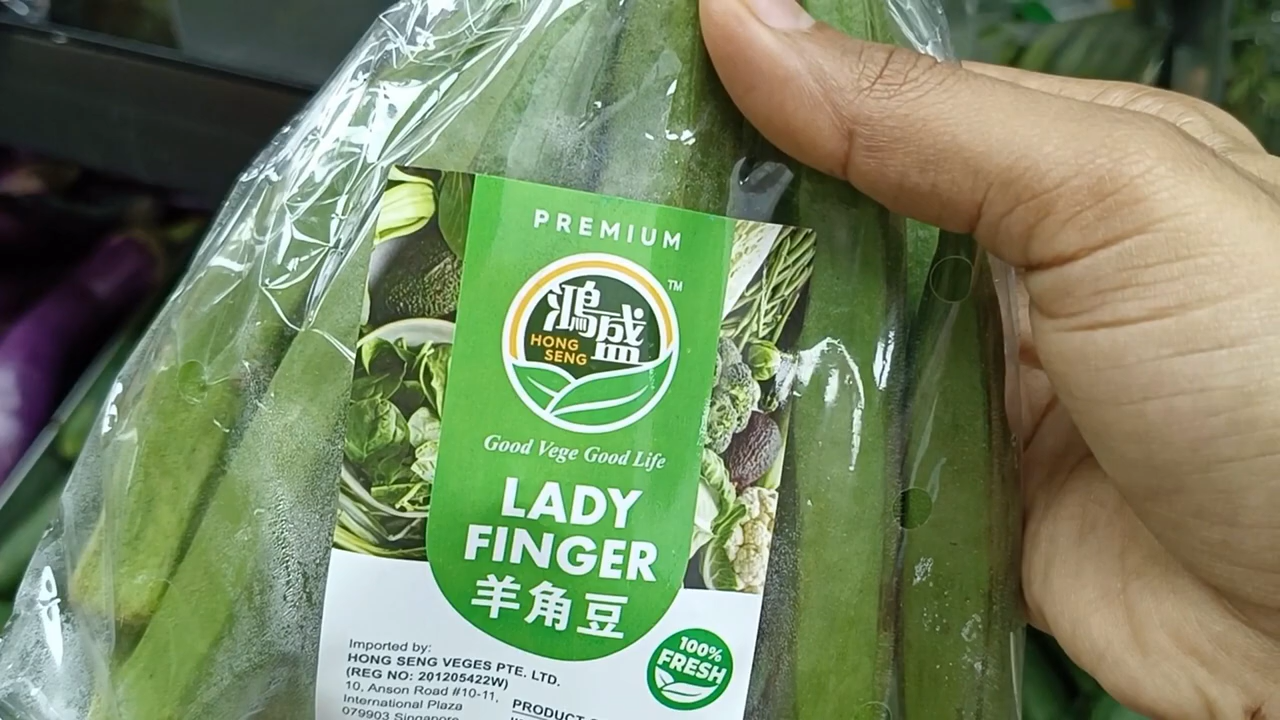 PREMIUM
鴻盛
TM
HONG
SENG
Good Vege Good Life
LADY
FINGER
羊角豆
100%
FRESH
Imported by:
HONG SENG VEGES PTE. LTD.
(REG NO: 201205422W)
10, Anson Road #10-11,
International Plaza
079903 Singapore
PRODUCT